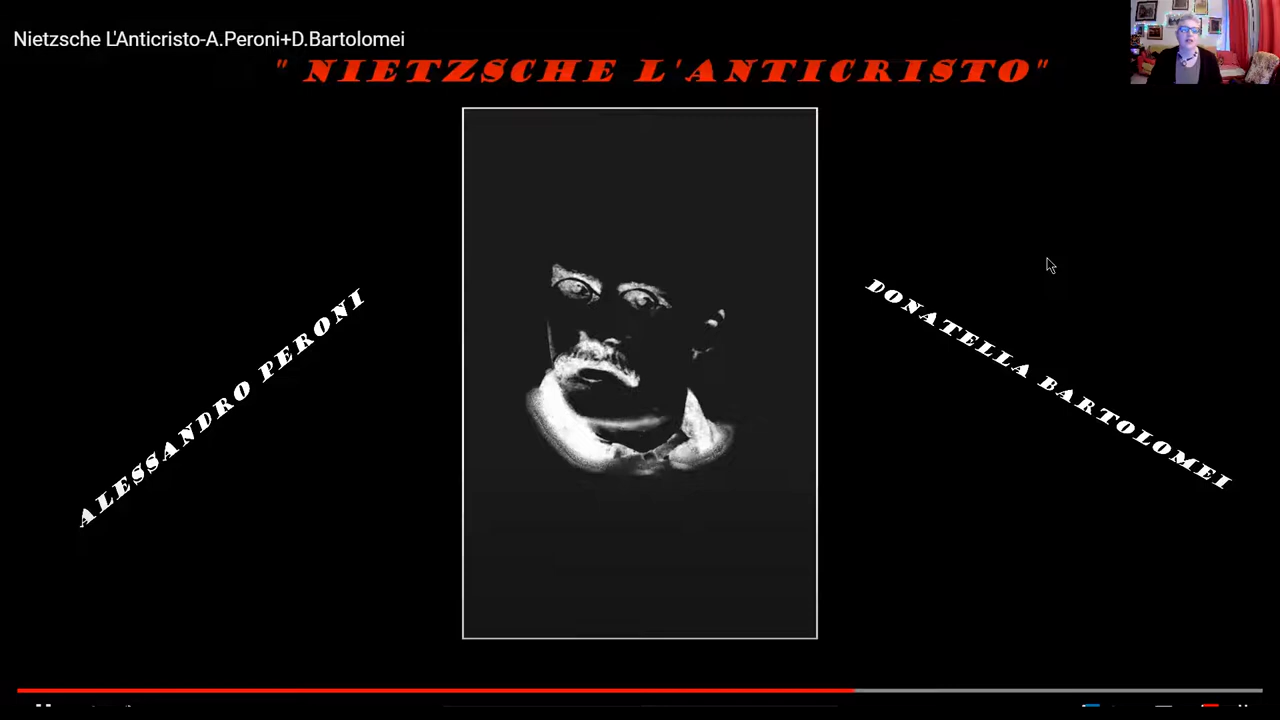 Nietzsche L'Anticristo-A.Peroni+D.Bartolomei
" NIETZSCHE L'ANTICRISTO"
ALESSANDRO PERONI
DONATELLA BARTOLOMEI